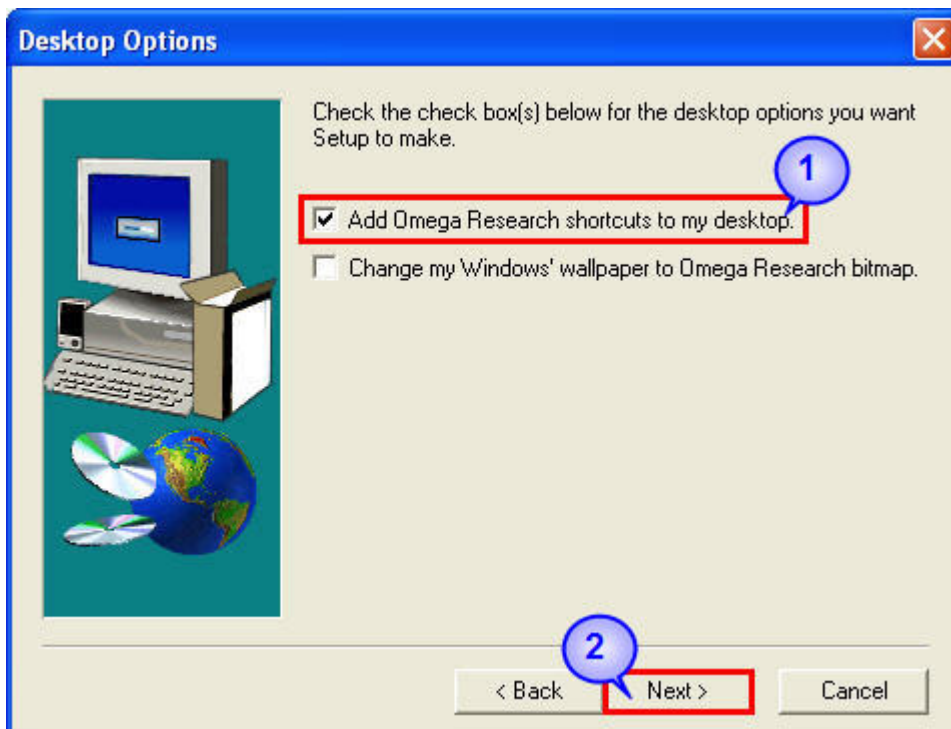 Desktop Options
Check the check box(s) below for the desktop options you want
Setup to make.
1
Add Omega Research shortcuts to my desktop.
Change my Windows' wallpaper to Omega Research bitmap.
2
< Back Next > Cancel